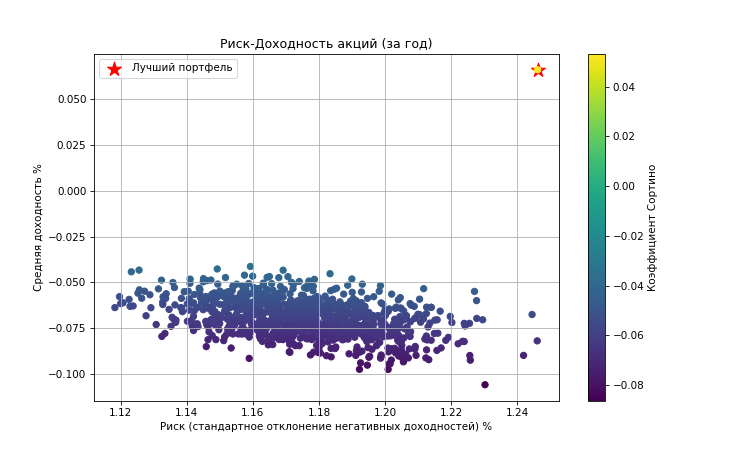 Риск-Доходность акций (за год)
Лучший портфель
Средняя доходность %
0.050
0.025
0.000
−0.025
−0.050
−0.075
−0.100
1.12 1.14 1.16 1.18 1.20 1.22 1.24
Риск (стандартное отклонение негативных доходностей) %
0.04
0.02
0.00
−0.02
−0.04
−0.06
−0.08
Коэффициент Сортино